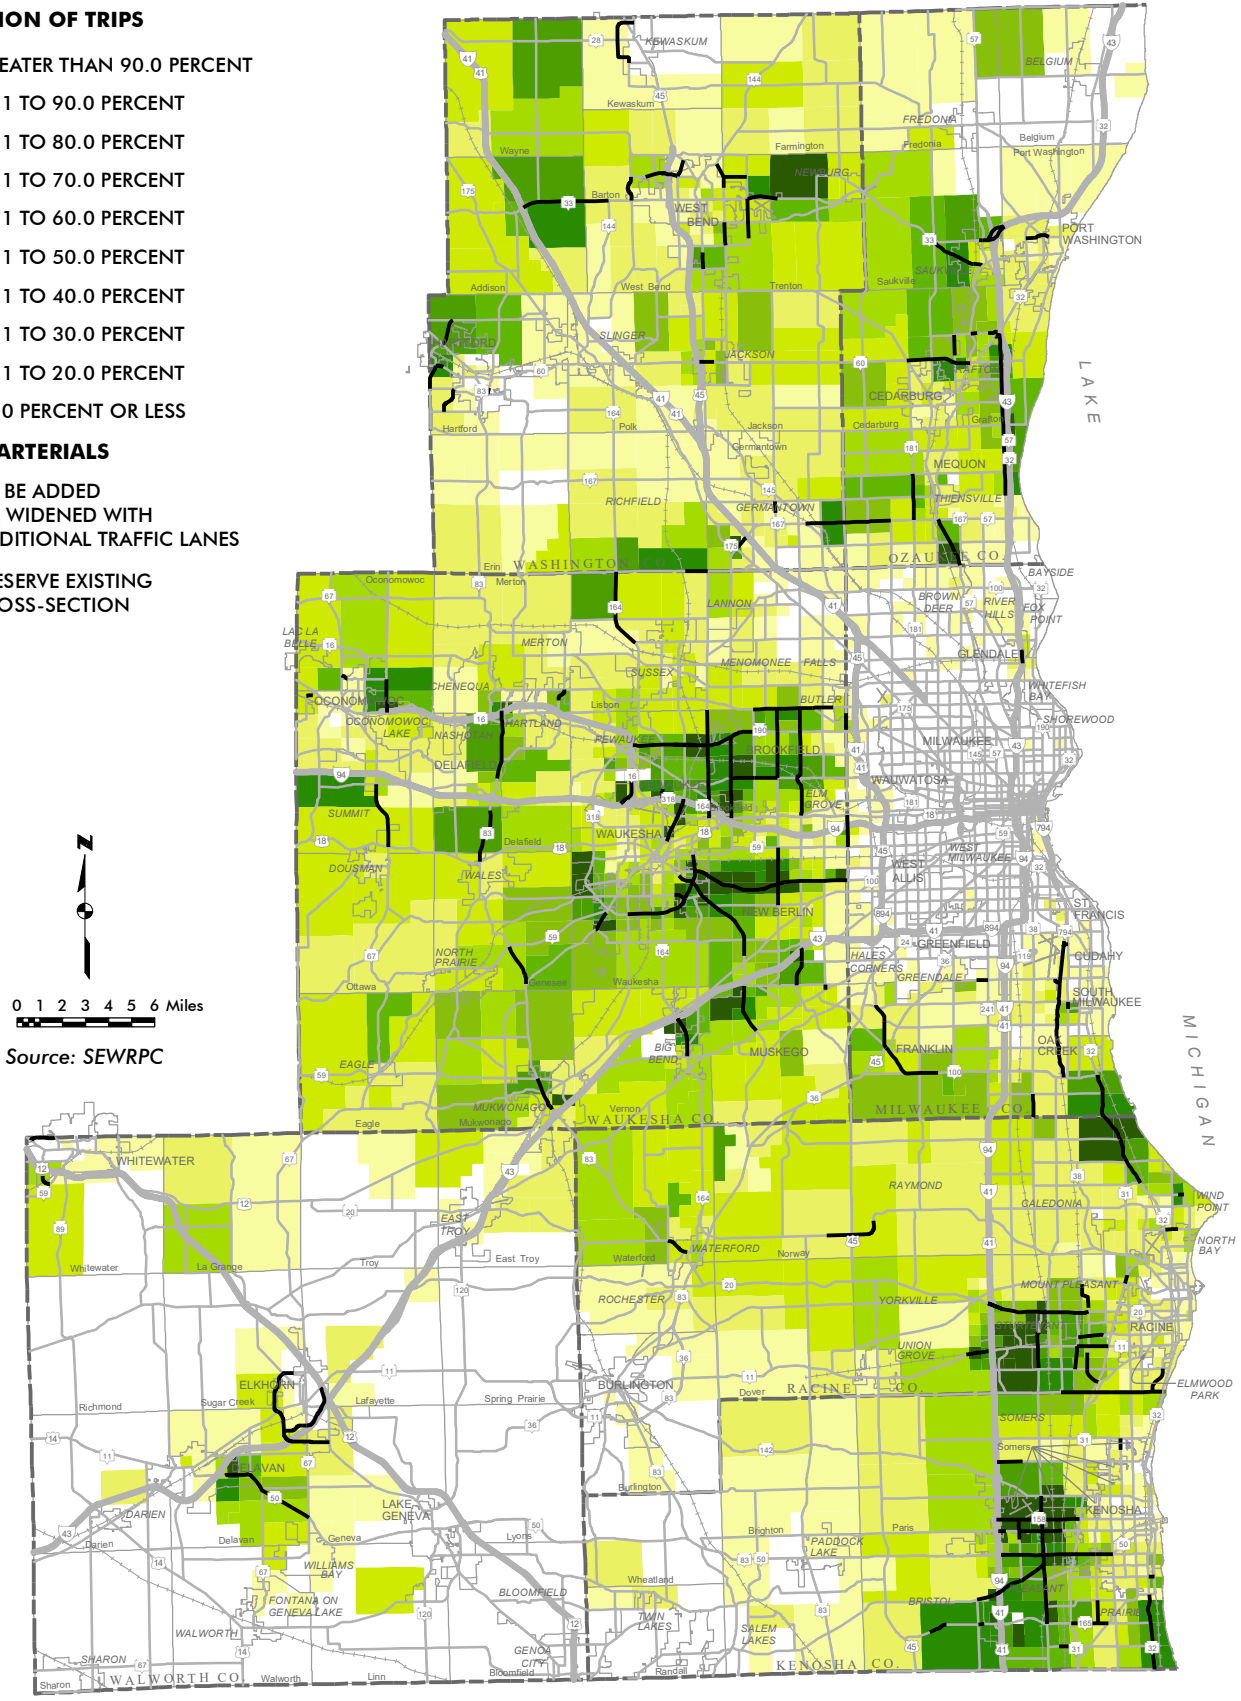 ION OF TRIPS
EATER THAN 90.0 PERCENT
1 TO 90.0 PERCENT
1 TO 80.0 PERCENT
1 TO 70.0 PERCENT
1 TO 60.0 PERCENT
1 TO 50.0 PERCENT
1 TO 40.0 PERCENT
1 TO 30.0 PERCENT
1 TO 20.0 PERCENT
0 PERCENT OR LESS
ARTERIALS
BE ADDED
WIDENED WITH
DITIONAL TRAFFIC LANES
ESERVE EXISTING
OSS-SECTION
N
0 1 2 3 4 5 6 Miles
Source: SEWRPC
KEWASKUM
Kewaskum
Wayne
Barton
WEST
BEND
Farmington
NEWBURG
BELGIUM
Belgium
FREDONIA
Fredonia
Port Washington
PORT
WASHINGTON
Saukville
Addison
West Bend
Trenton
SLINGER
JACKSON
Hartford
Polk
Jackson
Germantown
CEDARBURG
Cedarburg
Grafton
MEQUON
THIENSVILLE
RICHFIELD
GERMANTOWN
Erin
WASHINGTON CO.
OZAUKEE CO.
LAKE
MICHIGAN
Oconomowoc
Merton
LAC LA
BELLE
MERTON
LANNON
SUSSEX
MENOMONEE FALLS
BROWN
DEER
RIVER
HILLS
BAYSIDE
FOX
POINT
GLENDALE
WHITEFISH
BAY
SHOREWOOD
MILWAUKEE
WAUWATOSA
BUTLER
CHENEQUA
OCONOMOWOC
OCONOMOWOC
LAKE
NASHOTAH
HARTLAND
Lisbon
PEWAUKEE
BROOKFIELD
DELAFIELD
ELM
GROVE
SUMMIT
WAUKESHA
Delafield
DOUSMAN
WALES
WEST
ALLIS
WEST
MILWAUKEE
NEW BERLIN
ST.
FRANCIS
GREENFIELD
CUDAHY
HALES
CORNERS
GREENDALE
SOUTH
MILWAUKEE
NORTH
PRAIRIE
Ottawa
Genesee
Waukesha
BIG
BEND
MUSKEGO
FRANKLIN
OAK
CREEK
EAGLE
Eagle
MUKWONAGO
Mukwonago
Vernon
WAUKESHA CO.
MILWAUKEE CO.
WHITEWATER
Whitewater
La Grange
Troy
EAST
TROY
East Troy
WATERFORD
Waterford
Norway
RAYMOND
CALEDONIA
WIND
POINT
NORTH
BAY
ROCHESTER
YORKVILLE
MOUNT PLEASANT
STURTEVANT
RACINE
UNION
GROVE
ELMWOOD
PARK
BURLINGTON
Dover
RACINE CO.
ELKHORN
Richmond
Sugar Creek
Lafayette
Spring Prairie
SOMERS
Somers
Burlington
DELAVAN
DARIEN
Darien
Delavan
LAKE
GENEVA
Geneva
Lyons
WILLIAMS
BAY
FONTANA ON
GENEVA LAKE
WALWORTH
SHARON
Sharon
WALWORTH CO.
Walworth
Linn
BLOOMFIELD
Bloomfield
GENOA
CITY
Brighton
Paris
KENOSHA
PADDOCK
LAKE
Wheatland
TWIN
LAKES
SALEM
LAKES
Randall
BRISTOL
PLEASANT
PRAIRIE
KENOSHA CO.